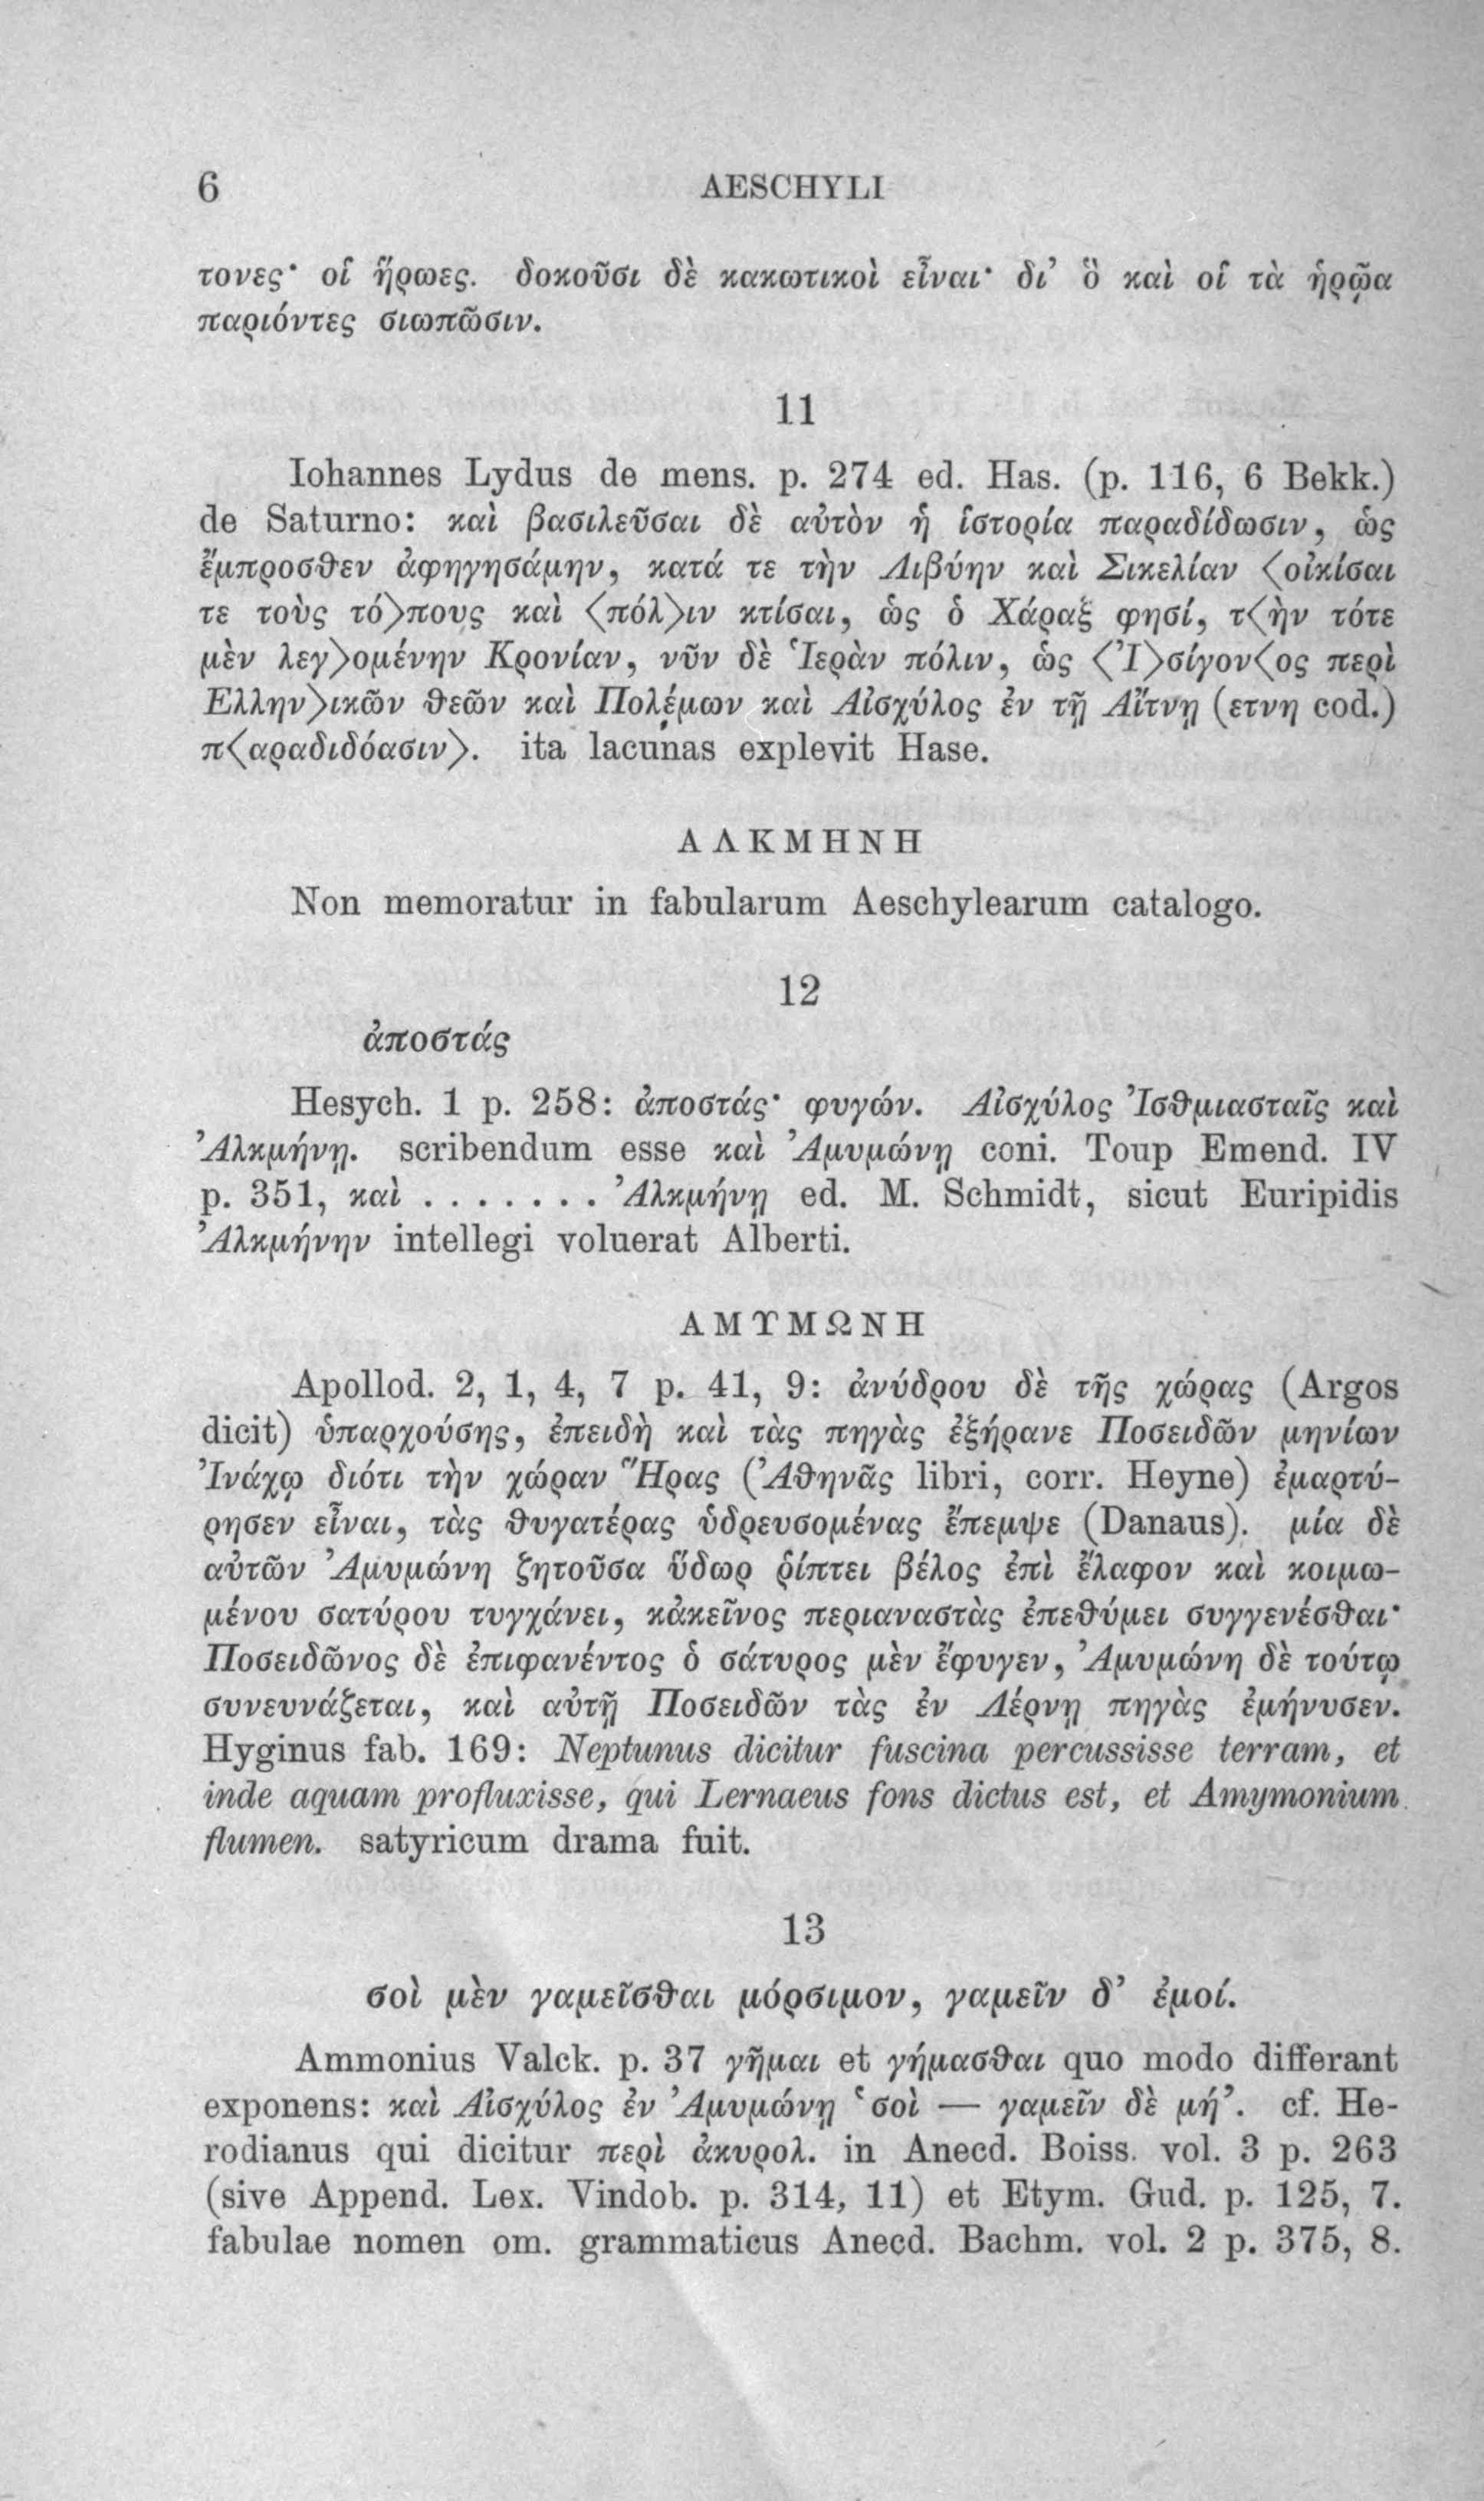 6 AESCHYLI
τονες· οἱ ἥρωες. δοκοῦσι δὲ κακωτικοὶ εἶναι· δι’ ὃ καὶ οἱ τὰ ἡρῷα
παριόντες σιωπῶσιν.
11
Iohannes Lydus de mens. p. 274 ed. Has. (p. 116, 6 Bekk.)
de Saturno: καὶ βασιλεῦσαι δὲ αὐτὸν ἡ ἱστορία παραδίδωσιν, ὡς
ἔμπροσθεν ἀφηγησάμην, κατά τε τὴν Λιβύην καὶ Σικελίαν 〈οἰκίσαι
τε τοὺς τό〉πους καὶ 〈πόλ〉ιν κτίσαι, ὡς ὁ Χάραξ φησί, τ〈ὴν τότε
μὲν λεγ〉ομένην Κρονίαν, νῦν δὲ Ἱερὰν πόλιν, ὡς 〈Ἰ〉σίγον〈ος περὶ
Ελλην〉ικῶν θεῶν καὶ Πολέμων καὶ Αἰσχύλος ἐν τῇ Αἴτνῃ (ετνη cod.)
π〈αραδιδόασιν〉. ita lacunas explevit Hase.
ΑΛΚΜΗΝΗ
Non memoratur in fabularum Aeschylearum catalogo.
12
ἀποστάς
Hesych. 1 p. 258: ἀποστάς· φυγών. Αἰσχύλος Ἰσθμιασταῖς καὶ
Ἀλκμήνῃ. scribendum esse καὶ Ἀμυμώνῃ coni. Toup Emend. IV
p. 351, καὶ . . . . . . . Ἀλκμήνῃ ed. M. Schmidt, sicut Euripidis
Ἀλκμήνην intellegi voluerat Alberti.
ΑΜΥΜΩΝΗ
Apollod. 2, 1, 4, 7 p. 41, 9: ἀνύδρου δὲ τῆς χώρας (Argos
dicit) ὑπαρχούσης, ἐπειδὴ καὶ τὰς πηγὰς ἐξήρανε Ποσειδῶν μηνίων
Ἰνάχῳ διότι τὴν χώραν Ἥρας (Ἀθηνᾶς libri, corr. Heyne) ἐμαρτύ-
ρησεν εἶναι, τὰς θυγατέρας ὑδρευσομένας ἔπεμψε (Danaus). μία δὲ
αὐτῶν Ἀμυμώνη ζητοῦσα ὕδωρ ῥίπτει βέλος ἐπὶ ἔλαφον καὶ κοιμω-
μένου σατύρου τυγχάνει, κἀκεῖνος περιαναστὰς ἐπεθύμει συγγενέσθαι·
Ποσειδῶνος δὲ ἐπιφανέντος ὁ σάτυρος μὲν ἔφυγεν, Ἀμυμώνη δὲ τούτῳ
συνευνάζεται, καὶ αὐτῇ Ποσειδῶν τὰς ἐν Λέρνῃ πηγὰς ἐμήνυσεν.
Hyginus fab. 169: Neptunus dicitur fuscina percussisse terram, et
inde aquam profluxisse, qui Lernaeus fons dictus est, et Amymonium
flumen. satyricum drama fuit.
13
σοὶ μὲν γαμεῖσθαι μόρσιμον, γαμεῖν δ’ ἐμοί.
Ammonius Valck. p. 37 γῆμαι et γήμασθαι quo modo differant
exponens: καὶ Αἰσχύλος ἐν Ἀμυμώνῃ ‘σοὶ — γαμεῖν δὲ μή’. cf. He-
rodianus qui dicitur περὶ ἀκυρολ. in Anecd. Boiss. vol. 3 p. 263
(sive Append. Lex. Vindob. p. 314, 11) et Etym. Gud. p. 125, 7.
fabulae nomen om. grammaticus Anecd. Bachm. vol. 2 p. 375, 8.